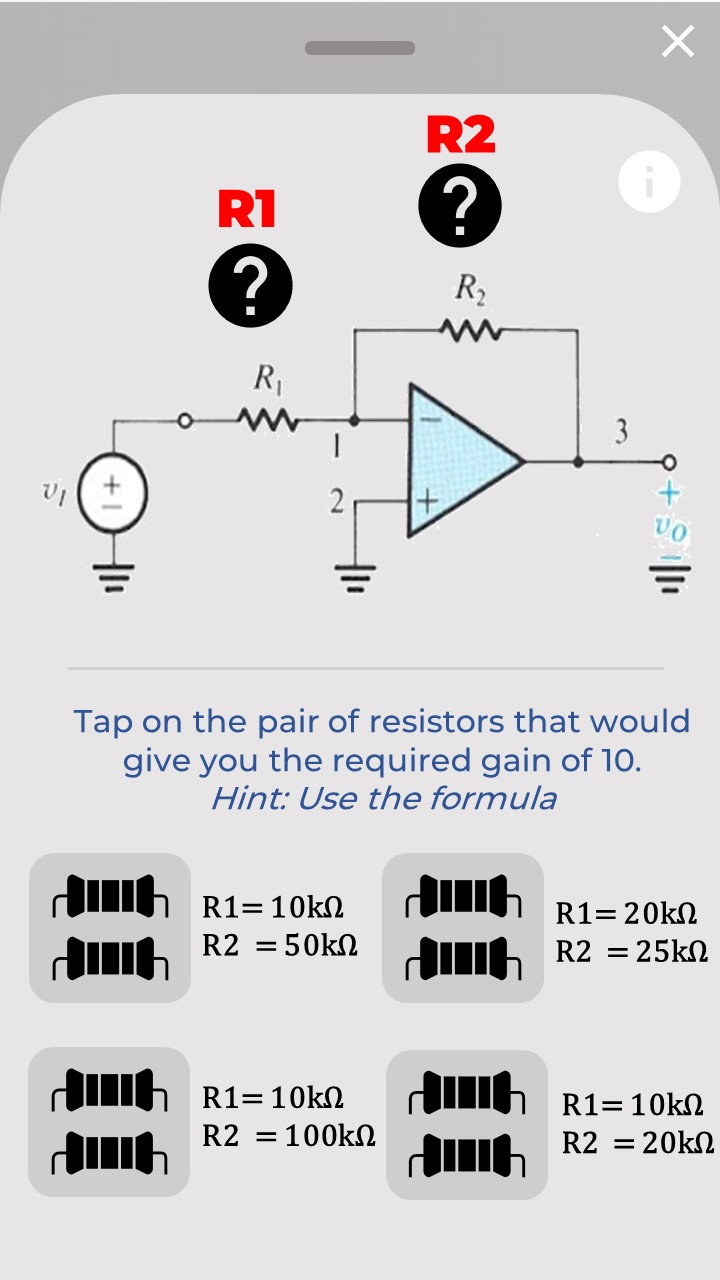 R2
R1
?
?
i
R₂
R₁
3
1
−
v_I
+
−
2
+
+
v_O
−
Tap on the pair of resistors that would
give you the required gain of 10.
Hint: Use the formula
R1= 10kΩ
R2 = 50kΩ
R1= 20kΩ
R2 = 25kΩ
R1= 10kΩ
R2 = 100kΩ
R1= 10kΩ
R2 = 20kΩ